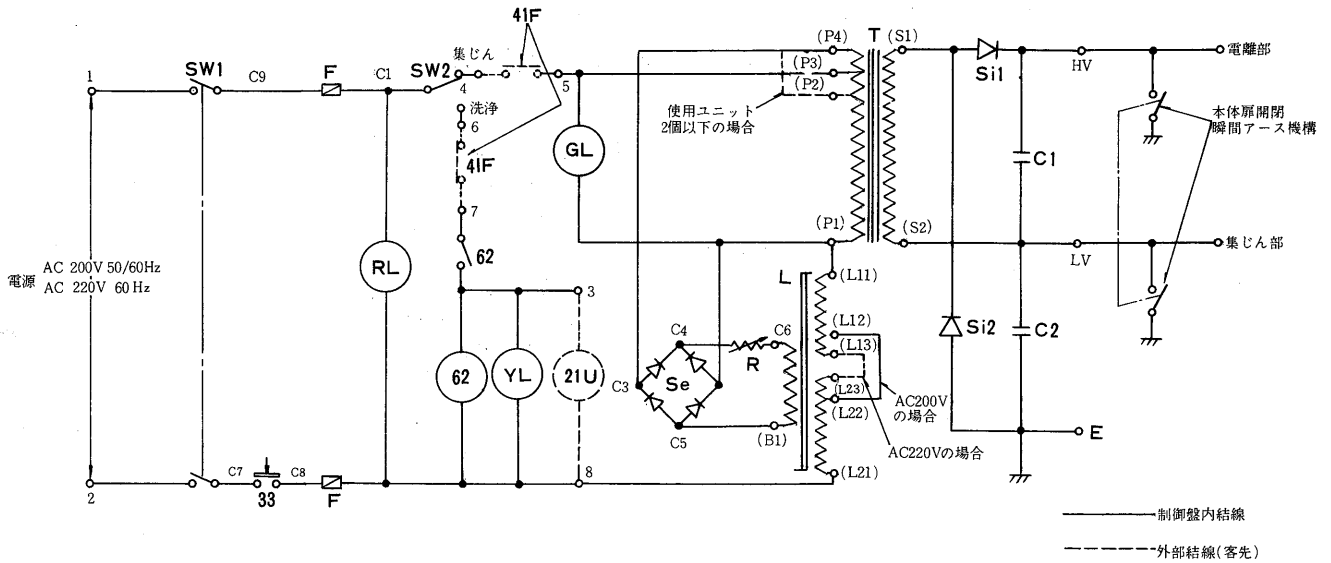 41F
1
SW1
C9
F
C1
SW2
集じん
4
5
洗浄
6
41F
7
62
GL
RL
電源
AC 200V 50/60Hz
AC 220V 60Hz
3
62
YL
21U
8
2
C7
33
C8
F
(P4)
T
(S1)
(P3)
(P2)
使用ユニット
2個以下の場合
(P1)
(S2)
Si1
HV
電離部
本体扉開閉
瞬間アース機構
C1
LV
集じん部
L
(L11)
(L12)
(L13)
(L23)
(L22)
(L21)
C4
C6
R
C3
Se
C5
(B1)
AC200V
の場合
AC220Vの場合
Si2
C2
E
制御盤内結線
外部結線(客先)